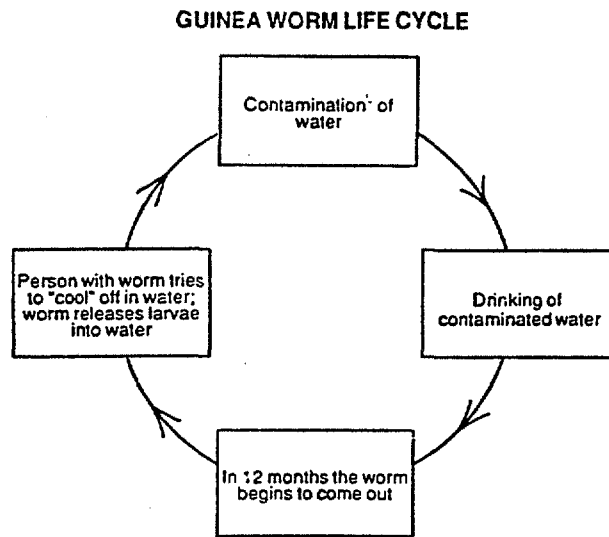 GUINEA WORM LIFE CYCLE
Contamination of
water
Drinking of
contaminated water
In 12 months the worm
begins to come out
Person with worm tries
to "cool" off in water;
worm releases larvae
into water